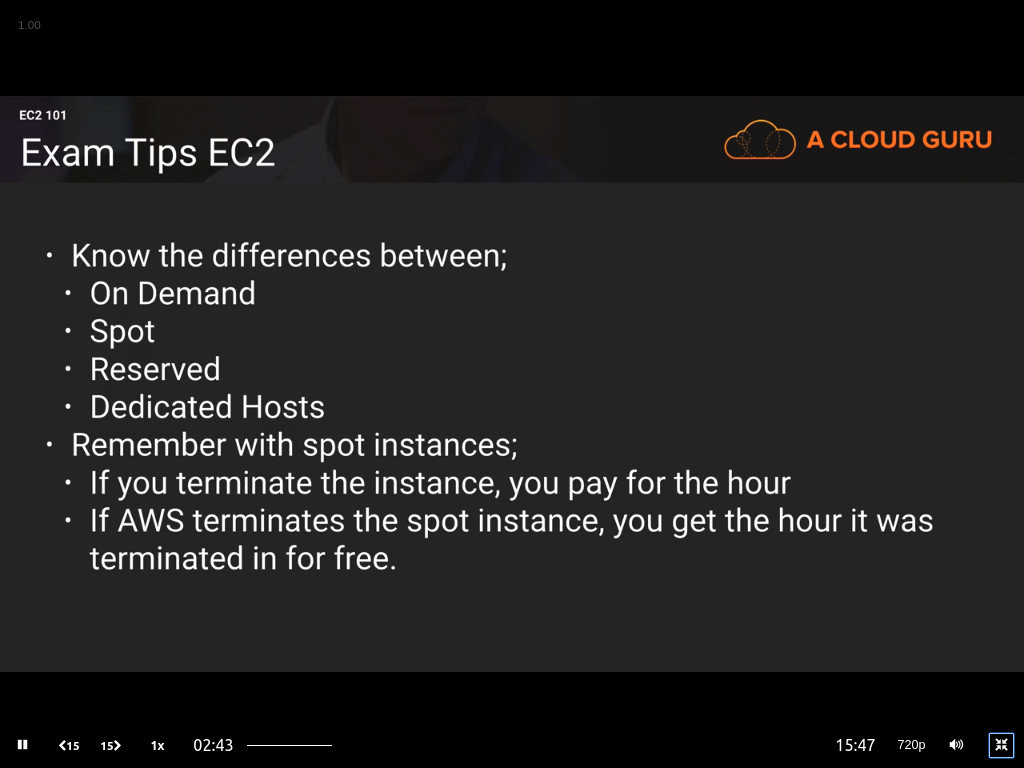 1.00
EC2 101
Exam Tips EC2
A CLOUD GURU
• Know the differences between;
• On Demand
• Spot
• Reserved
• Dedicated Hosts
• Remember with spot instances;
• If you terminate the instance, you pay for the hour
• If AWS terminates the spot instance, you get the hour it was
terminated in for free.
15 15 1x 02:43 15:47 720p